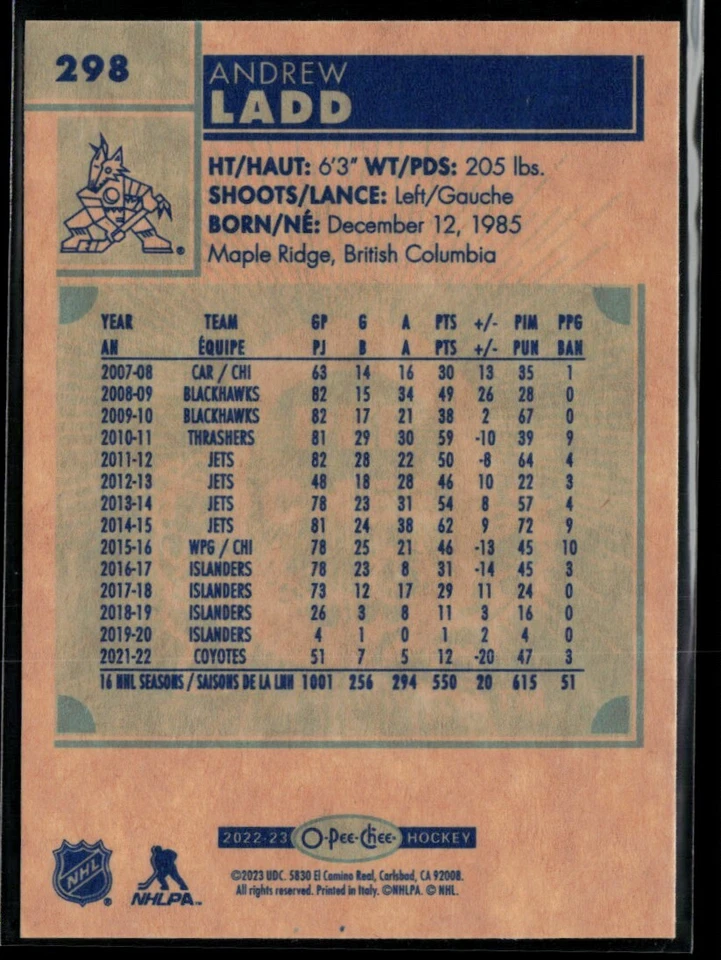 298
ANDREW
LADD
HT/HAUT: 6'3" WT/PDS: 205 lbs.
SHOOTS/LANCE: Left/Gauche
BORN/NÉ: December 12, 1985
Maple Ridge, British Columbia
YEAR TEAM GP G A PTS +/- PIM PPG
AN ÉQUIPE PJ B A PTS +/- PUN BAN
2007-08 CAR / CHI 63 14 16 30 13 35 1
2008-09 BLACKHAWKS 82 15 34 49 26 28 0
2009-10 BLACKHAWKS 82 17 21 38 2 67 0
2010-11 THRASHERS 81 29 30 59 -10 39 9
2011-12 JETS 82 28 22 50 -8 64 4
2012-13 JETS 48 18 28 46 10 22 3
2013-14 JETS 78 23 31 54 8 57 4
2014-15 JETS 81 24 38 62 9 72 9
2015-16 WPG / CHI 78 25 21 46 -13 45 10
2016-17 ISLANDERS 78 23 8 31 -14 45 3
2017-18 ISLANDERS 73 12 17 29 11 24 0
2018-19 ISLANDERS 26 3 8 11 3 16 0
2019-20 ISLANDERS 4 1 0 1 2 4 0
2021-22 COYOTES 51 7 5 12 -20 47 3
16 NHL SEASONS / SAISONS DE LA LNH 1001 256 294 550 20 615 51
2022-23 O-Pee-Chee HOCKEY
NHL
NHLPA
©2023 UDC. 5830 El Camino Real, Carlsbad, CA 92008.
All rights reserved. Printed in Italy. ©NHLPA. © NHL.